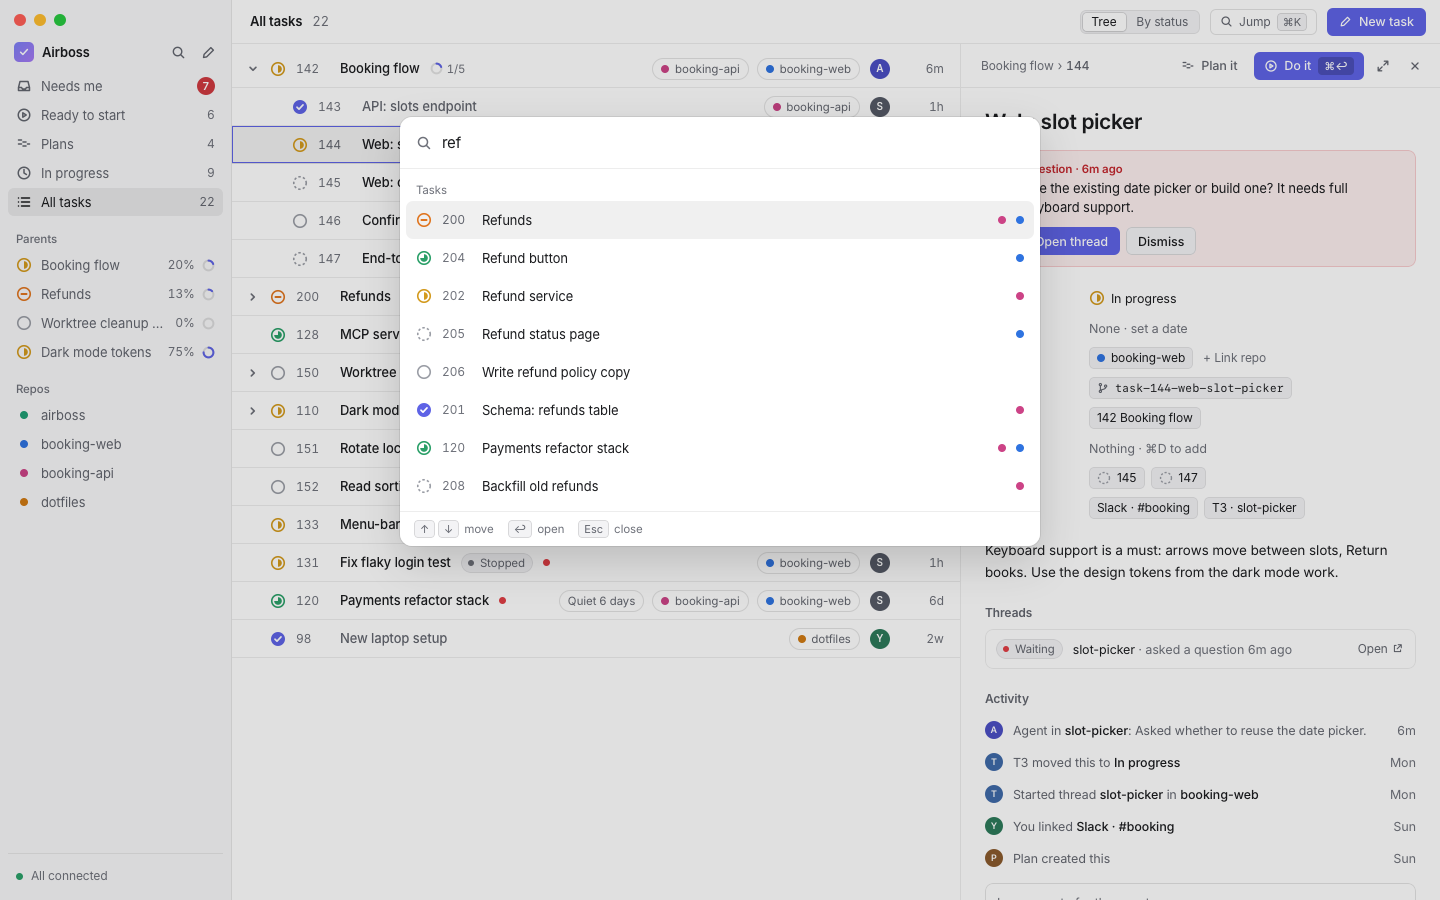 All tasks 22
Tree
By status
Jump ⌘K
New task
Airboss
Needs me 7
Ready to start 6
Plans 4
In progress 9
All tasks 22
Parents
Booking flow 20%
Refunds 13%
Worktree cleanup ... 0%
Dark mode tokens 75%
Repos
airboss
booking-web
booking-api
dotfiles
All connected
142 Booking flow 1/5 booking-api booking-web A 6m
143 API: slots endpoint booking-api S 1h
144 Web:
145 Web:
146
147
200 Refunds
128 MCP
150 Worktree
110 Dark
151 Rotate
152 Read
133
131 Fix flaky login test Stopped booking-web S 1h
120 Payments refactor stack Quiet 6 days booking-api booking-web S 6d
98 New laptop setup dotfiles Y 2w
ref
Tasks
200 Refunds
204 Refund button
202 Refund service
205 Refund status page
206 Write refund policy copy
201 Schema: refunds table
120 Payments refactor stack
208 Backfill old refunds
↑ ↓ move ↩ open Esc close
Booking flow › 144
Plan it
Do it ⌘↩
slot picker
· 6m ago
the existing date picker or build one? It needs full
support.
Open thread
Dismiss
In progress
None · set a date
booking-web + Link repo
task-144-web-slot-picker
142 Booking flow
Nothing · ⌘D to add
145 147
Slack · #booking T3 · slot-picker
Keyboard support is a must: arrows move between slots, Return
books. Use the design tokens from the dark mode work.
Threads
Waiting slot-picker · asked a question 6m ago Open
Activity
A Agent in slot-picker: Asked whether to reuse the date picker. 6m
T T3 moved this to In progress Mon
T Started thread slot-picker in booking-web Mon
Y You linked Slack · #booking Sun
P Plan created this Sun